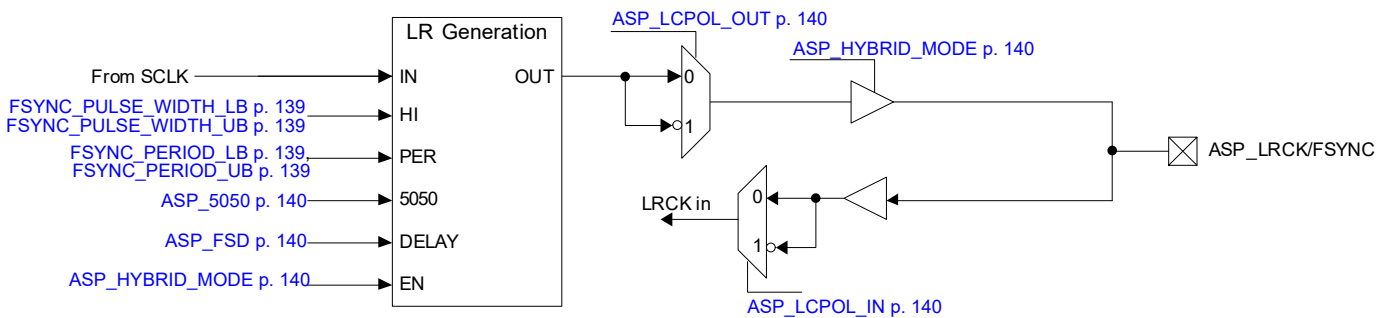 ASP_LCPOL_OUT p. 140
LR Generation
ASP_HYBRID_MODE p. 140
From SCLK
IN
OUT
0
FSYNC_PULSE_WIDTH_LB p. 139
FSYNC_PULSE_WIDTH_UB p. 139
HI
1
FSYNC_PERIOD_LB p. 139,
FSYNC_PERIOD_UB p. 139
PER
ASP_LRCK/FSYNC
ASP_5050 p. 140
5050
LRCK in
0
ASP_FSD p. 140
DELAY
1
ASP_HYBRID_MODE p. 140
EN
ASP_LCPOL_IN p. 140